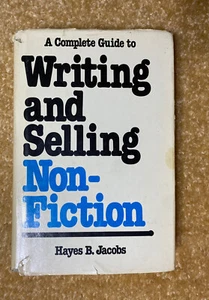 A Complete Guide to
Writing
and
Selling
Non-
Fiction
Hayes B. Jacobs